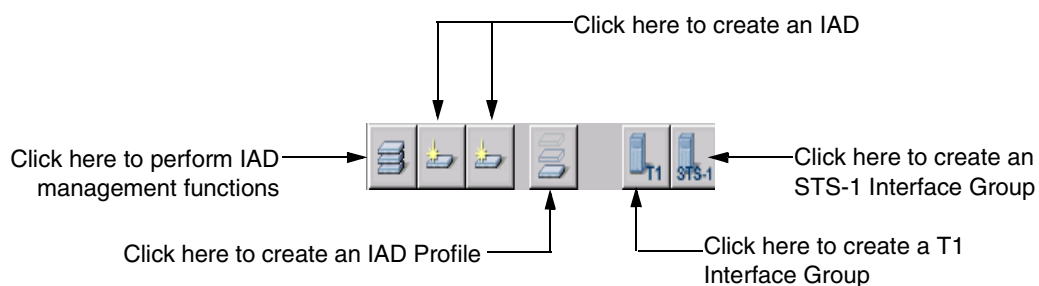 Click here to create an IAD
Click here to perform IAD
management functions
T1
STS-1
Click here to create an
STS-1 Interface Group
Click here to create an IAD Profile
Click here to create a T1
Interface Group